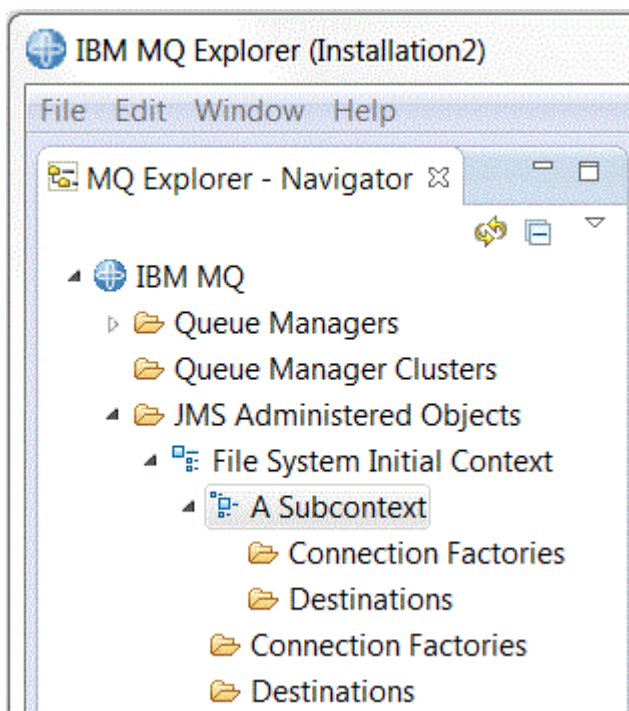 IBM MQ Explorer (Installation2)
File Edit Window Help
MQ Explorer - Navigator
IBM MQ
Queue Managers
Queue Manager Clusters
JMS Administered Objects
File System Initial Context
A Subcontext
Connection Factories
Destinations
Connection Factories
Destinations